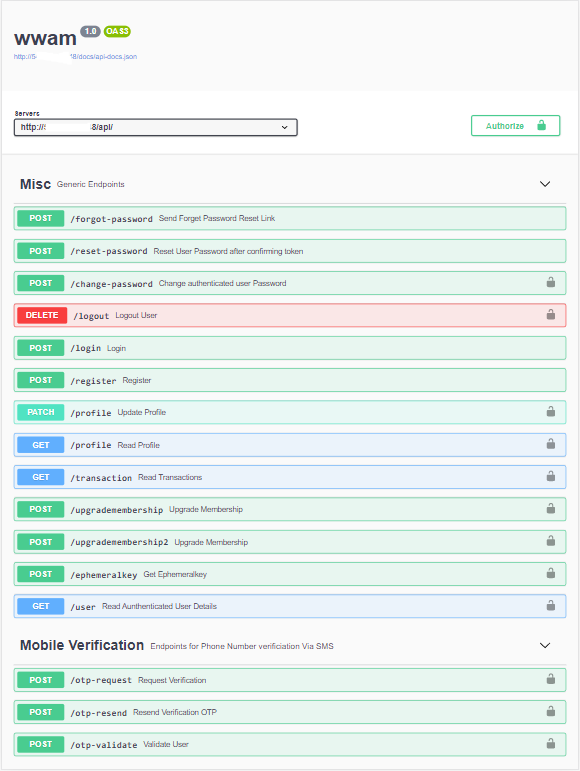 wwam 1.0 OAS3
http://5 8/docs/api-docs.json
Servers
http:// 8/api/
Authorize
Misc Generic Endpoints
POST /forgot-password Send Forget Password Reset Link
POST /reset-password Reset User Password after confirming token
POST /change-password Change authenticated user Password
DELETE /logout Logout User
POST /login Login
POST /register Register
PATCH /profile Update Profile
GET /profile Read Profile
GET /transaction Read Transactions
POST /upgrademembership Upgrade Membership
POST /upgrademembership2 Upgrade Membership
POST /ephemeralkey Get Ephemeralkey
GET /user Read Aunthenticated User Details
Mobile Verification Endpoints for Phone Number verificiation Via SMS
POST /otp-request Request Verification
POST /otp-resend Resend Verification OTP
POST /otp-validate Validate User